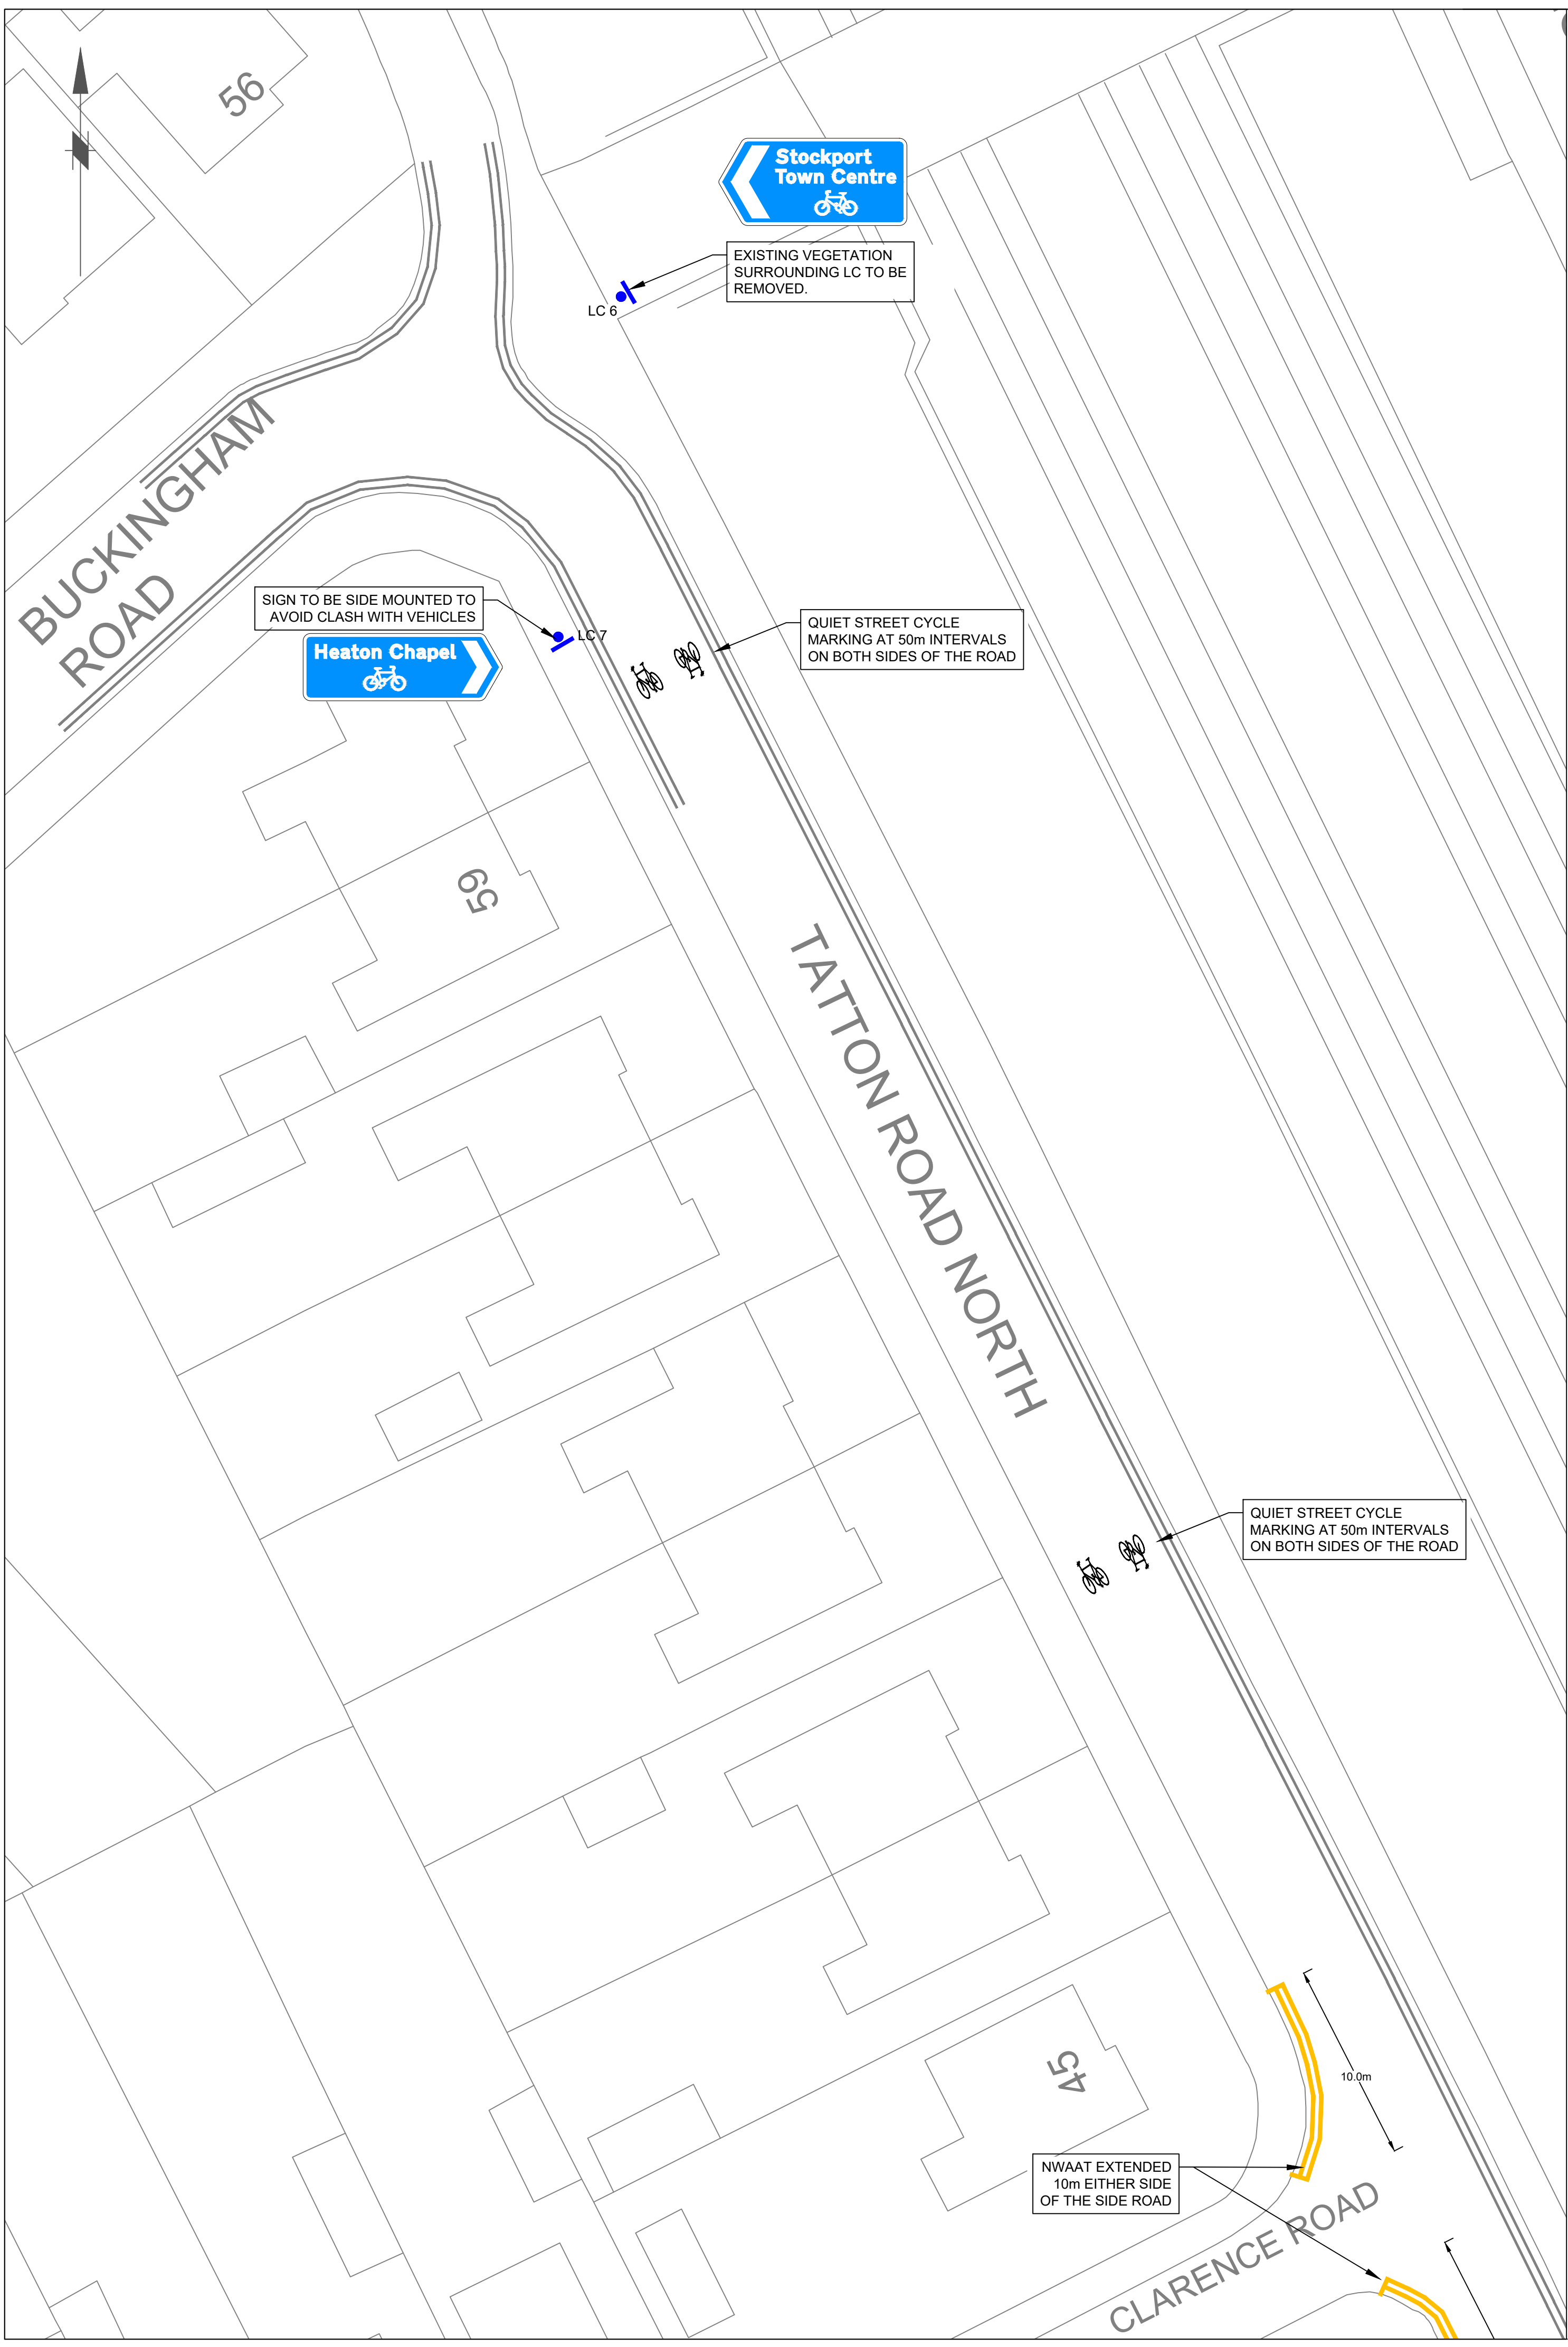 56
Stockport
Town Centre
EXISTING VEGETATION
SURROUNDING LC TO BE
REMOVED.
LC 6
BUCKINGHAM
ROAD
SIGN TO BE SIDE MOUNTED TO
AVOID CLASH WITH VEHICLES
LC 7
Heaton Chapel
QUIET STREET CYCLE
MARKING AT 50m INTERVALS
ON BOTH SIDES OF THE ROAD
59
TATTON ROAD NORTH
QUIET STREET CYCLE
MARKING AT 50m INTERVALS
ON BOTH SIDES OF THE ROAD
45
10.0m
NWAAT EXTENDED
10m EITHER SIDE
OF THE SIDE ROAD
CLARENCE ROAD